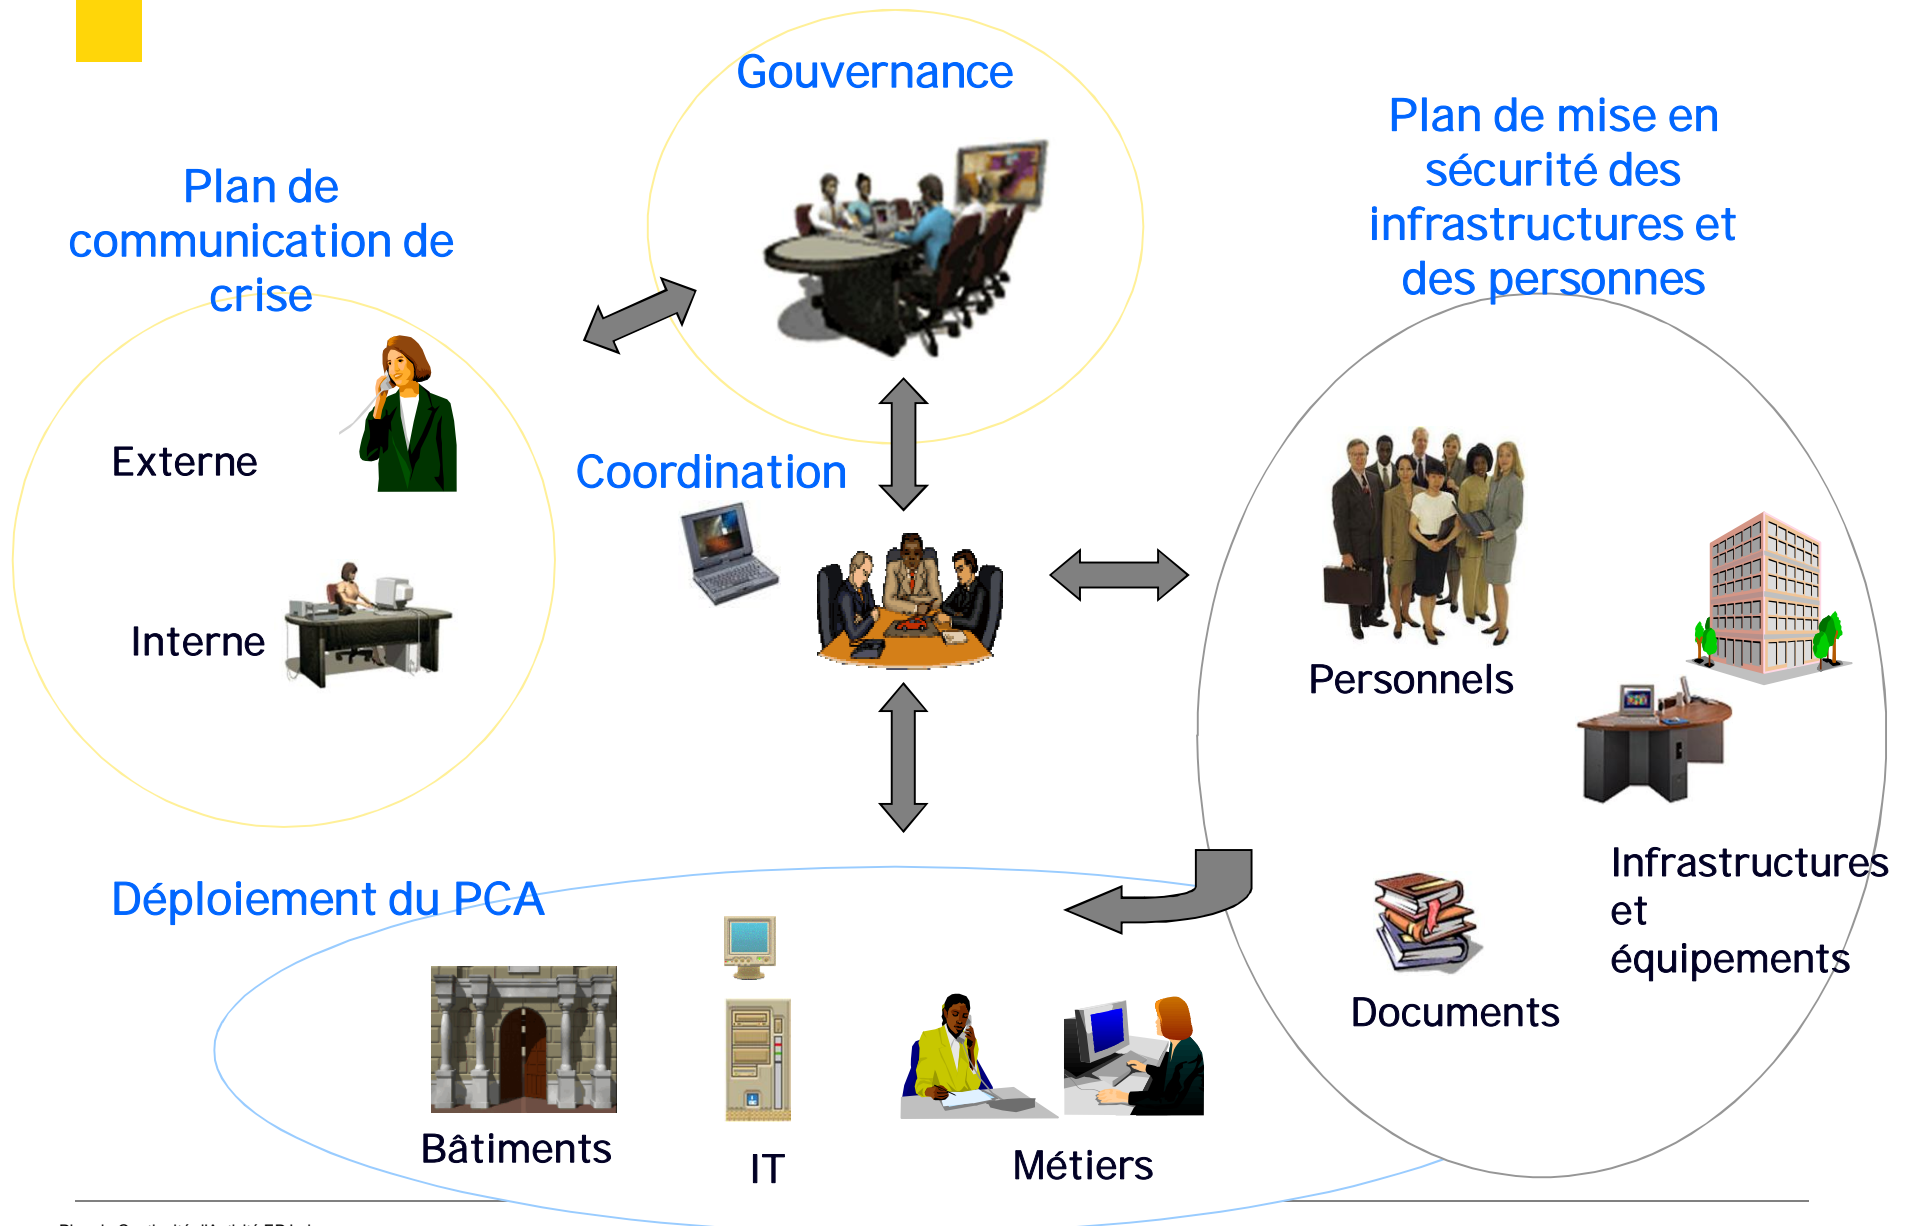 Gouvernance
Plan de
communication de
crise
Plan de mise en
sécurité des
infrastructures et
des personnes
Externe
Interne
Coordination
Personnels
Infrastructures
et
équipements
Documents
Déploiement du PCA
Bâtiments
IT
Métiers